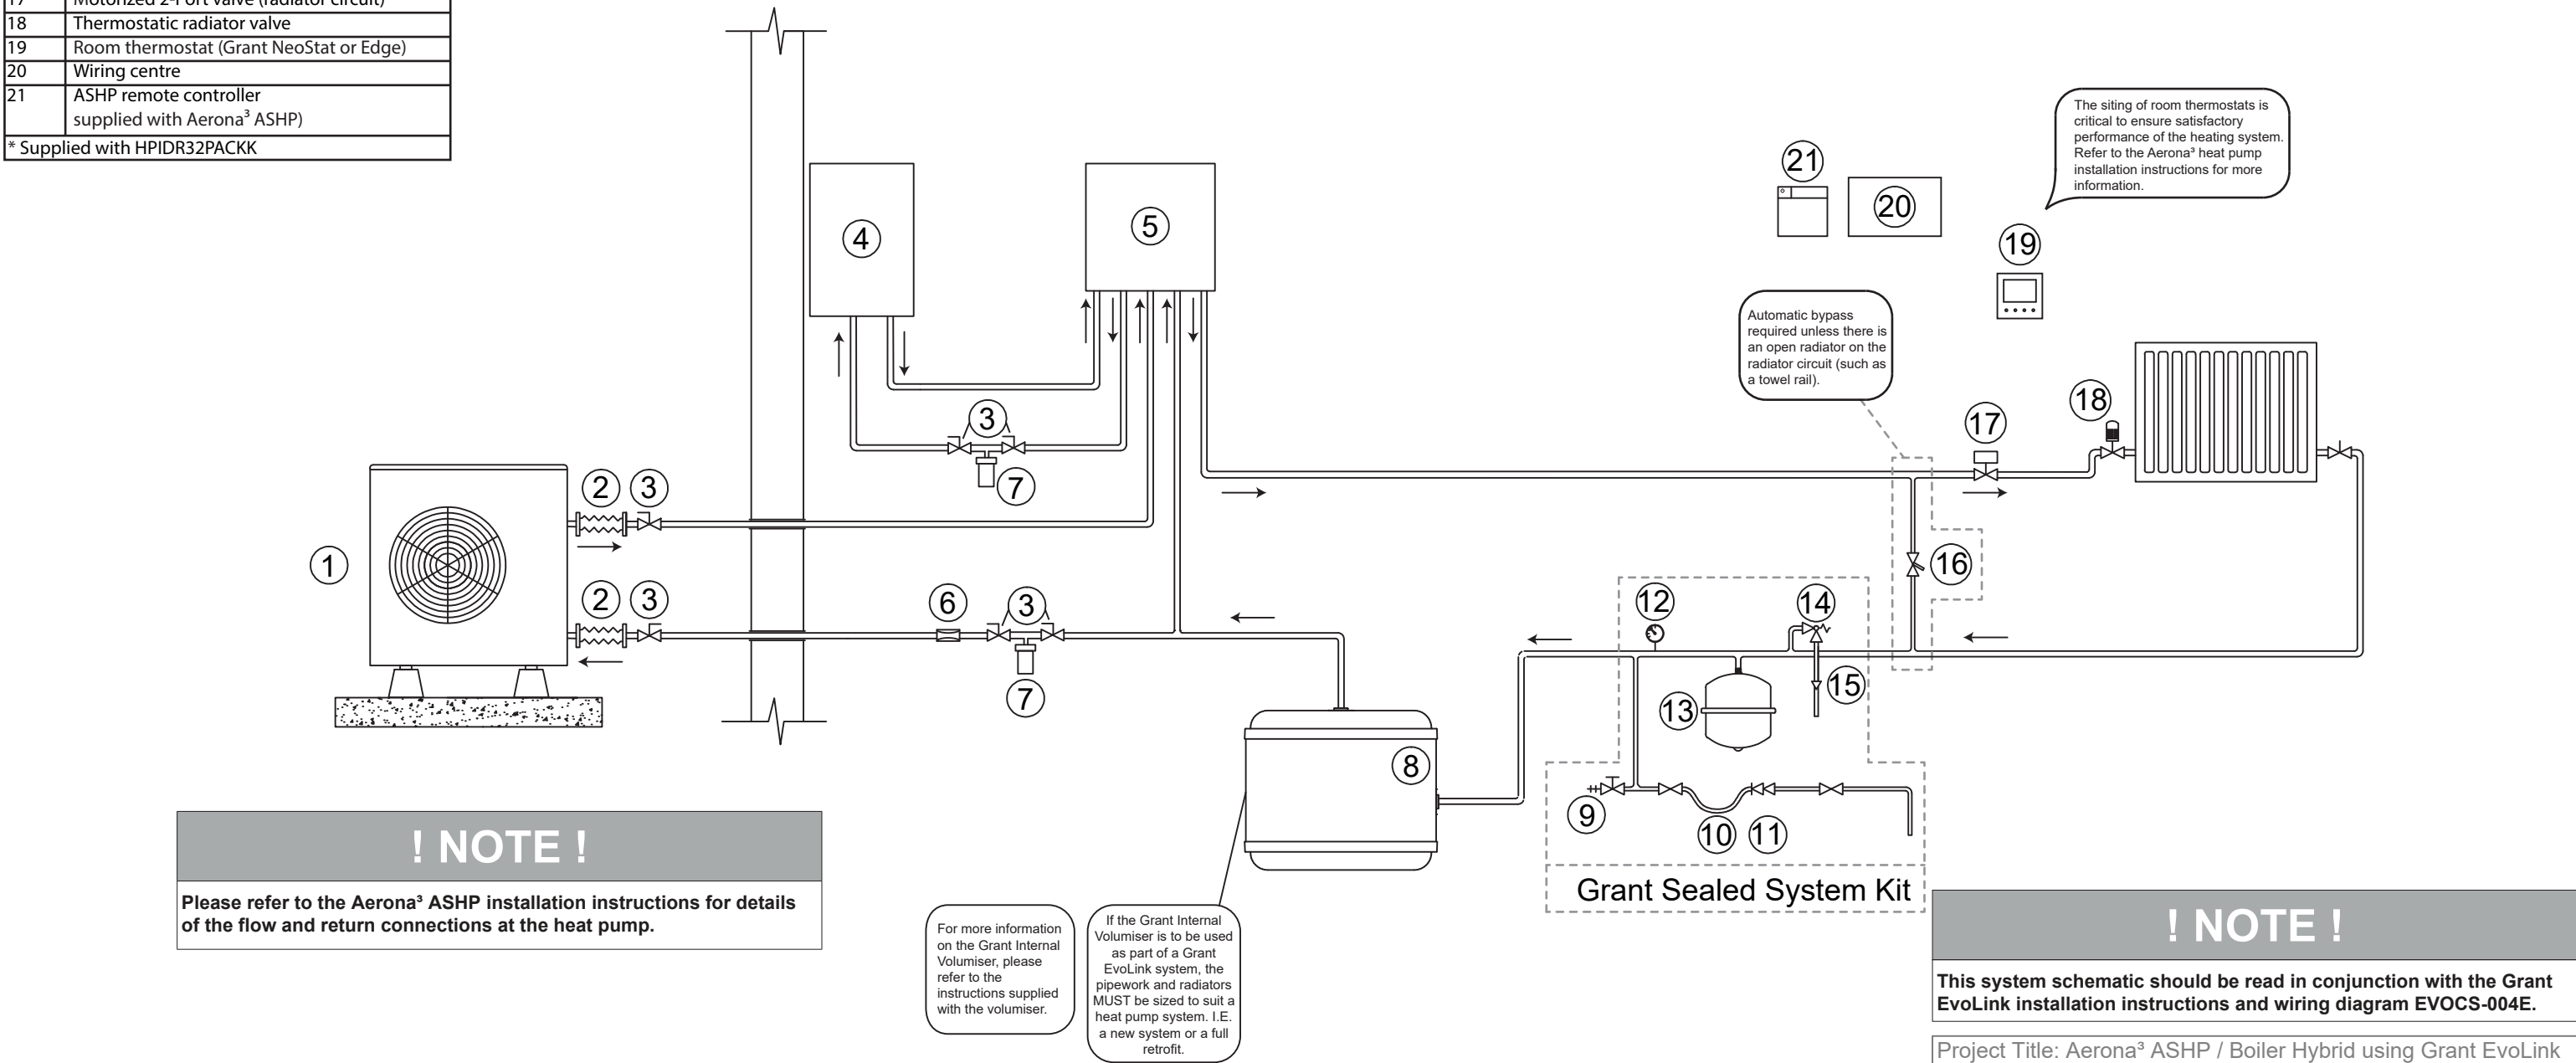 17 Motorized 2-Port valve (radiator circuit)
18 Thermostatic radiator valve
19 Room thermostat (Grant NeoStat or Edge)
20 Wiring centre
21 ASHP remote controller
supplied with Aerona³ ASHP)
* Supplied with HPIDR32PACKK
The siting of room thermostats is
critical to ensure satisfactory
performance of the heating system.
Refer to the Aerona³ heat pump
installation instructions for more
information.
21
20
19
4
5
Automatic bypass
required unless there is
an open radiator on the
radiator circuit (such as
a towel rail).
18
17
3
7
2
3
1
16
2
3
6
3
7
12
14
15
13
8
9
10
11
Grant Sealed System Kit
! NOTE !
Please refer to the Aerona³ ASHP installation instructions for details
of the flow and return connections at the heat pump.
For more information
on the Grant Internal
Volumiser, please
refer to the
instructions supplied
with the volumiser.
If the Grant Internal
Volumiser is to be used
as part of a Grant
EvoLink system, the
pipework and radiators
MUST be sized to suit a
heat pump system. I.E.
a new system or a full
retrofit.
! NOTE !
This system schematic should be read in conjunction with the Grant
EvoLink installation instructions and wiring diagram EVOCS-004E.
Project Title: Aerona³ ASHP / Boiler Hybrid using Grant EvoLink